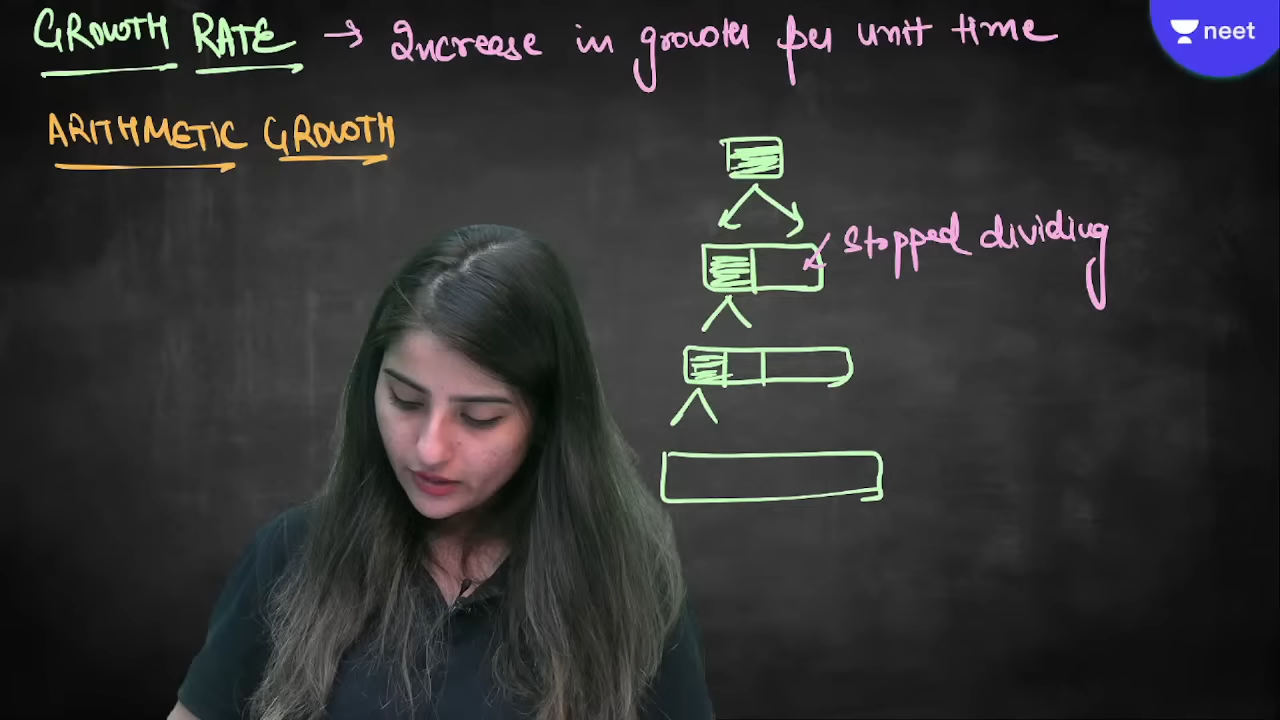 GROWTH RATE → Increase in growth per unit time
neet
ARITHMETIC GROWTH
Stopped dividing